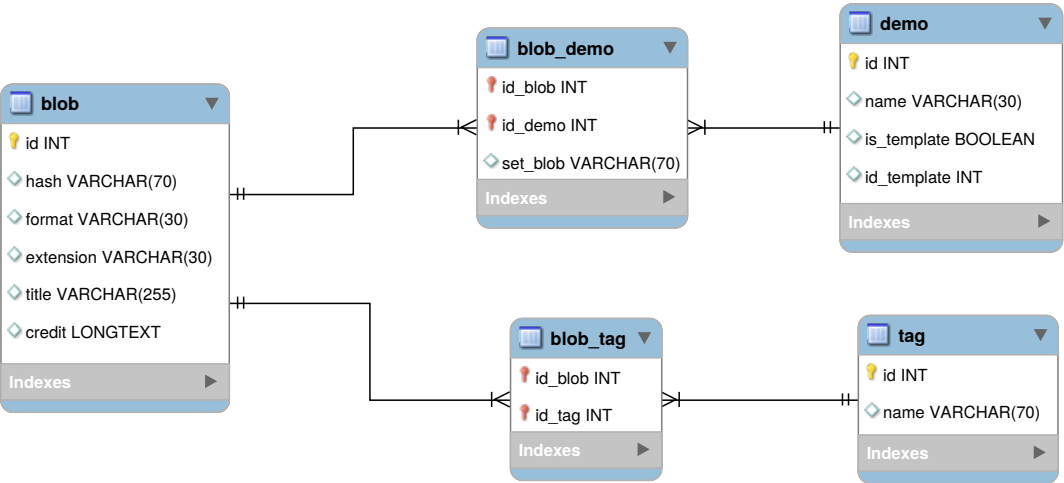 blob
id INT
hash VARCHAR(70)
format VARCHAR(30)
extension VARCHAR(30)
title VARCHAR(255)
credit LONGTEXT
Indexes
blob_demo
id_blob INT
id_demo INT
set_blob VARCHAR(70)
Indexes
demo
id INT
name VARCHAR(30)
is_template BOOLEAN
id_template INT
Indexes
blob_tag
id_blob INT
id_tag INT
Indexes
tag
id INT
name VARCHAR(70)
Indexes